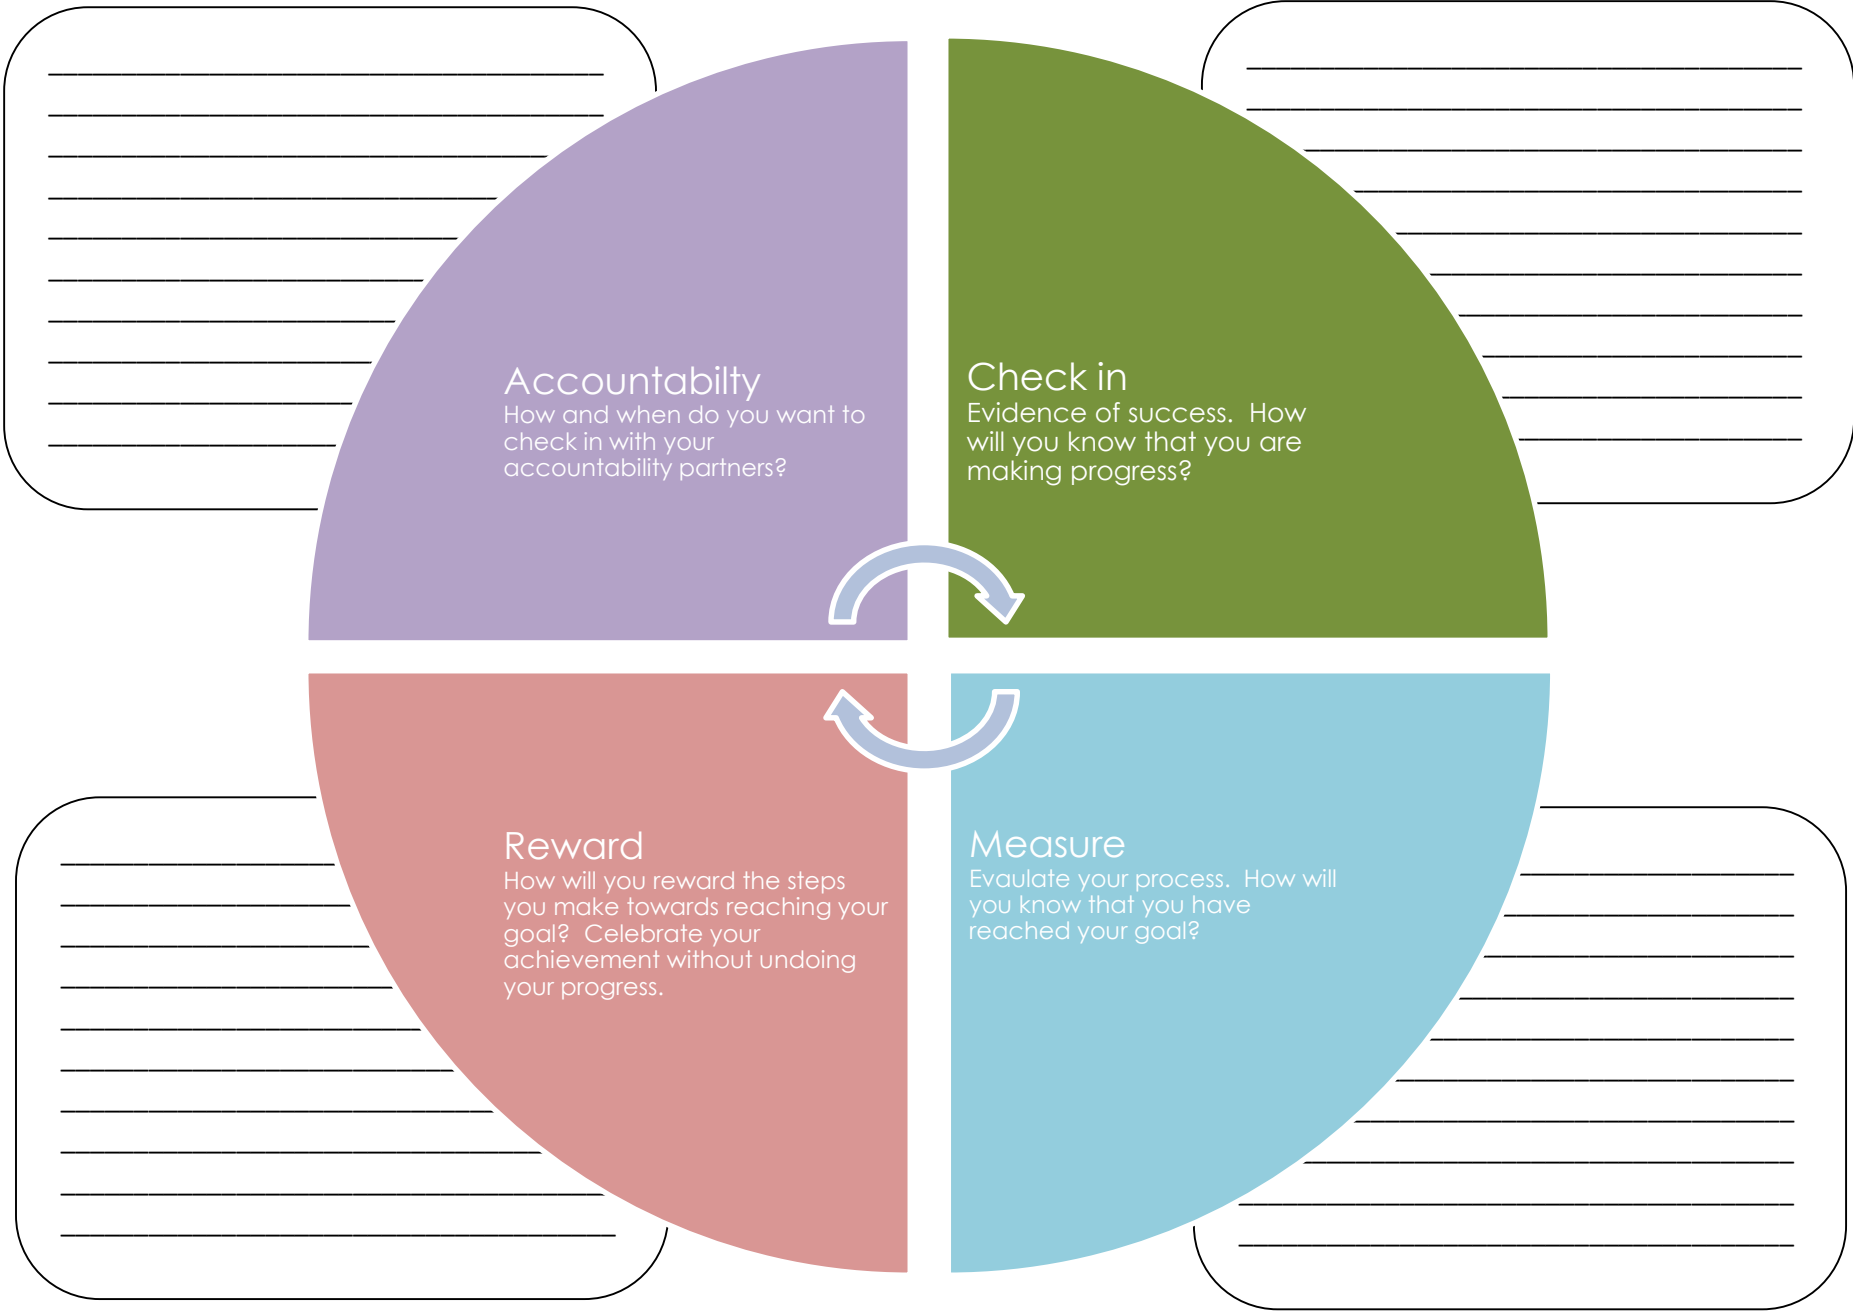 Accountabilty
How and when do you want to
check in with your
accountability partners?
Check in
Evidence of success.  How
will you know that you are
making progress?
Reward
How will you reward the steps
you make towards reaching your
goal?  Celebrate your
achievement without undoing
your progress.
Measure
Evaulate your process.  How will
you know that you have
reached your goal?